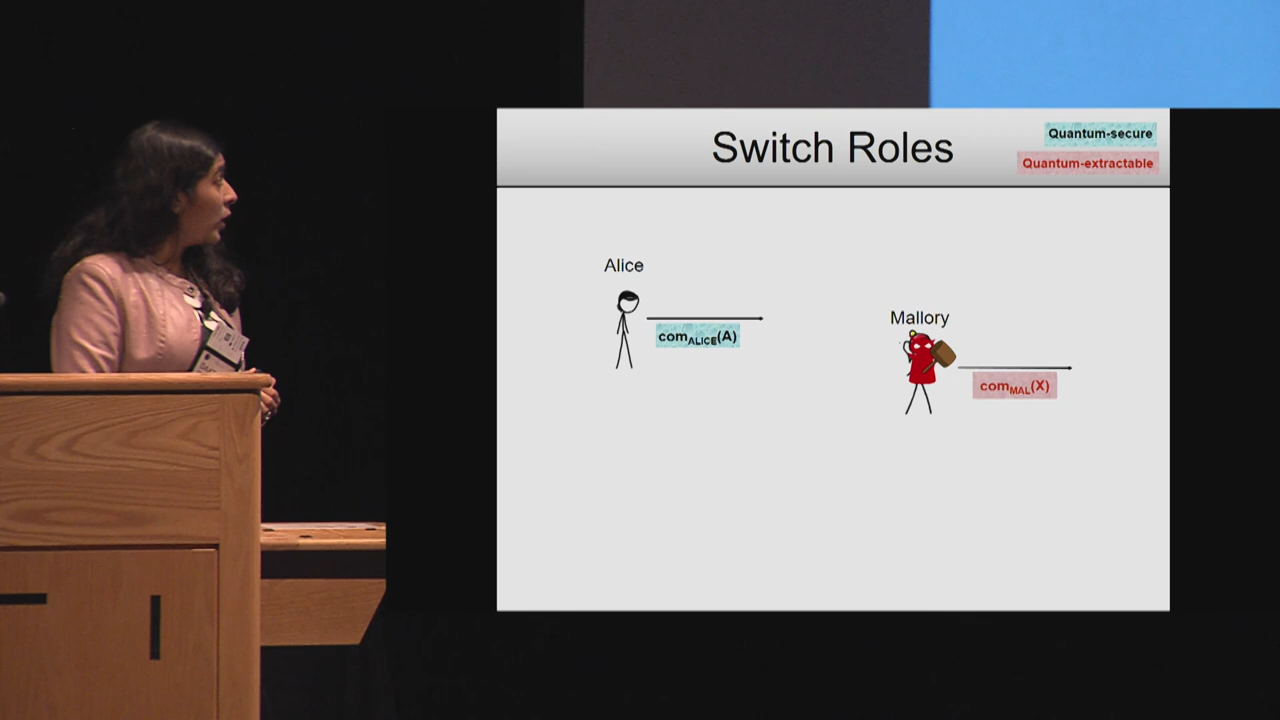 Switch Roles
Quantum-secure
Quantum-extractable
Alice
comALICE(A)
Mallory
comMAL(X)